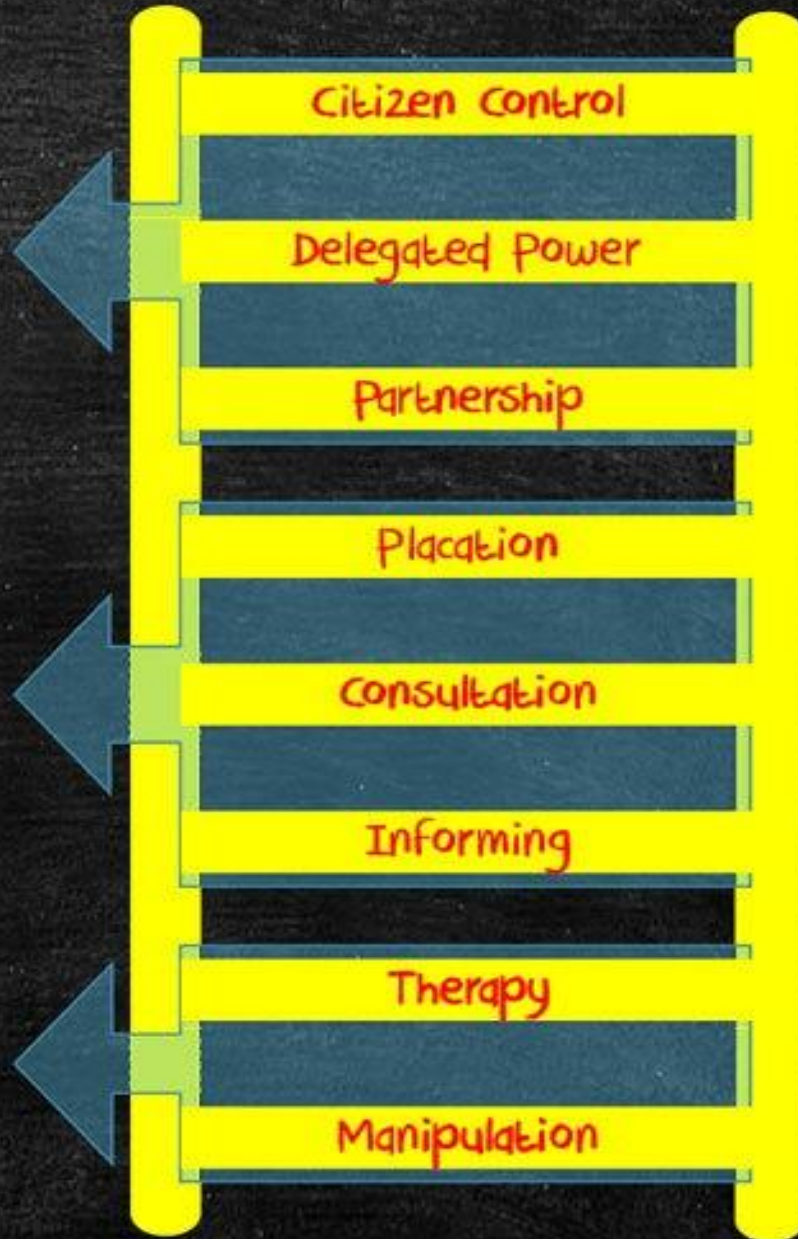 Citizen Control
Delegated Power
Partnership
Placation
Consultation
Informing
Therapy
Manipulation